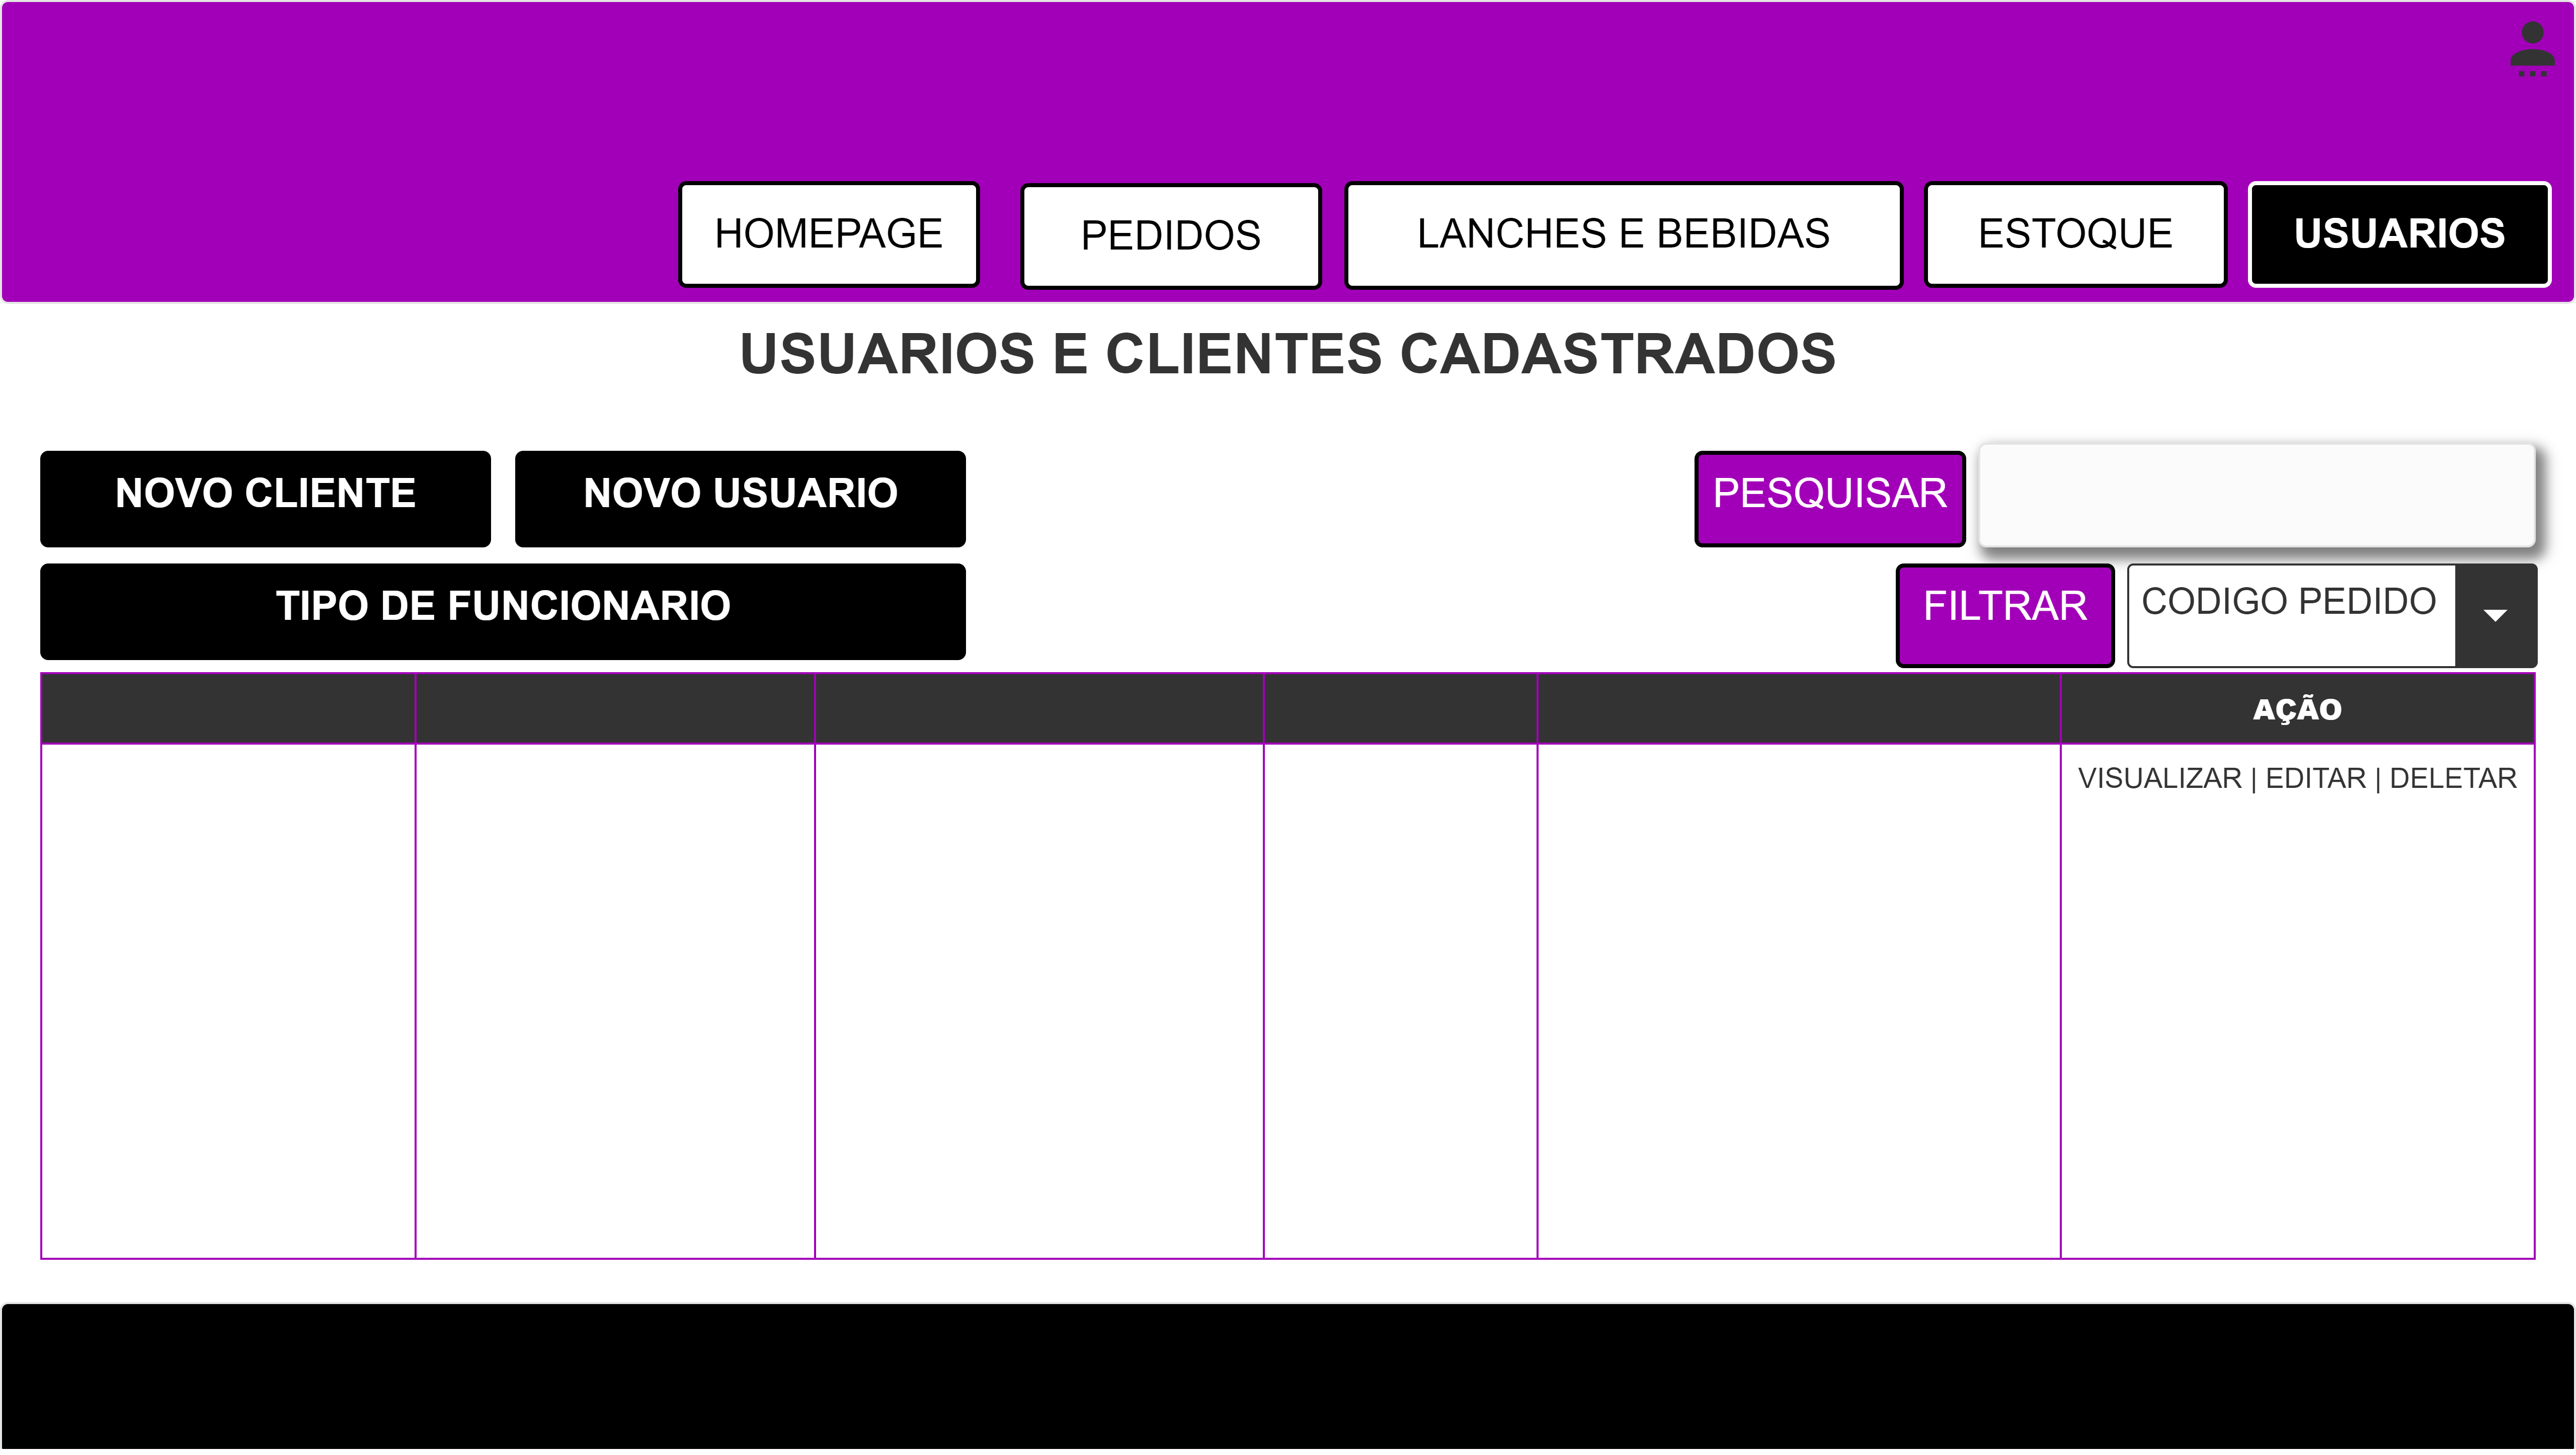 HOMEPAGE
PEDIDOS
LANCHES E BEBIDAS
ESTOQUE
USUARIOS
USUARIOS E CLIENTES CADASTRADOS
NOVO CLIENTE
NOVO USUARIO
PESQUISAR
TIPO DE FUNCIONARIO
FILTRAR
CODIGO PEDIDO
AÇÃO
VISUALIZAR | EDITAR | DELETAR